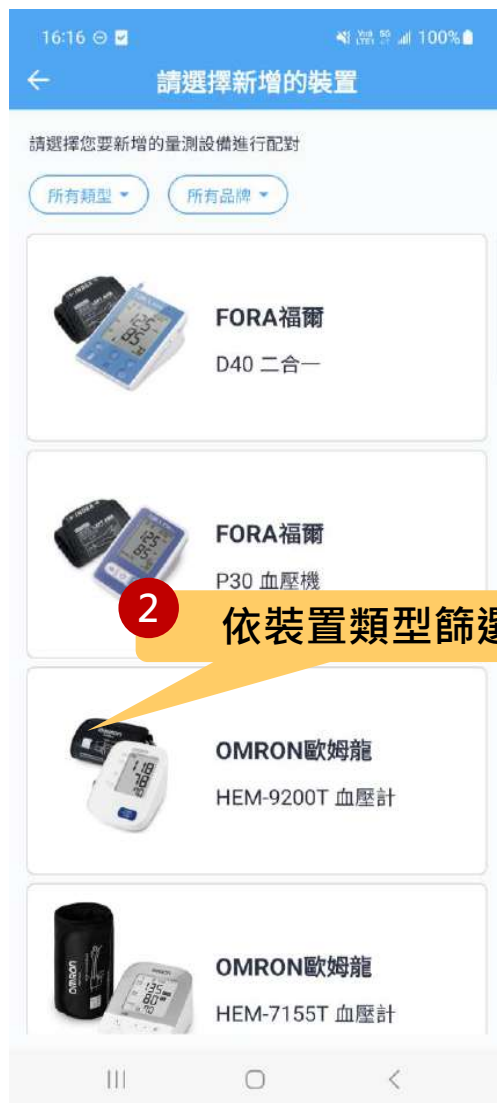 16:16
100%
請選擇新增的裝置
請選擇您要新增的量測設備進行配對
所有類型
所有品牌
FORA福爾
D40 二合一
FORA福爾
P30 血壓機
2
依裝置類型篩選
OMRON歐姆龍
HEM-9200T 血壓計
OMRON
OMRON歐姆龍
HEM-7155T 血壓計